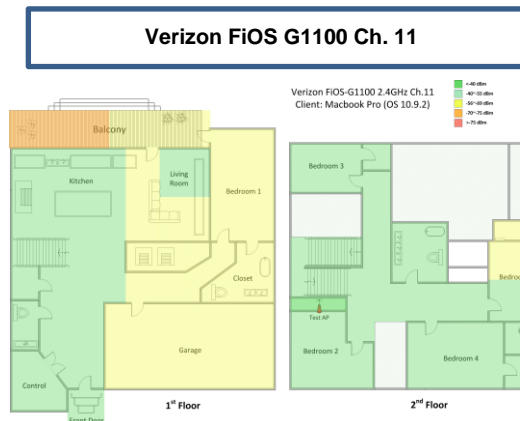 Verizon FiOS G1100 Ch. 11
Verizon FiOS-G1100 2.4GHz Ch.11
Client: Macbook Pro (OS 10.9.2)
<-40 dBm
-40~-55 dBm
-56~-69 dBm
-70~-75 dBm
>-75 dBm
Balcony
Kitchen
Living
Room
Bedroom 1
Closet
Garage
Control
Front Door
1st Floor
Bedroom 3
Bedroo
Test AP
Bedroom 2
Bedroom 4
2nd Floor